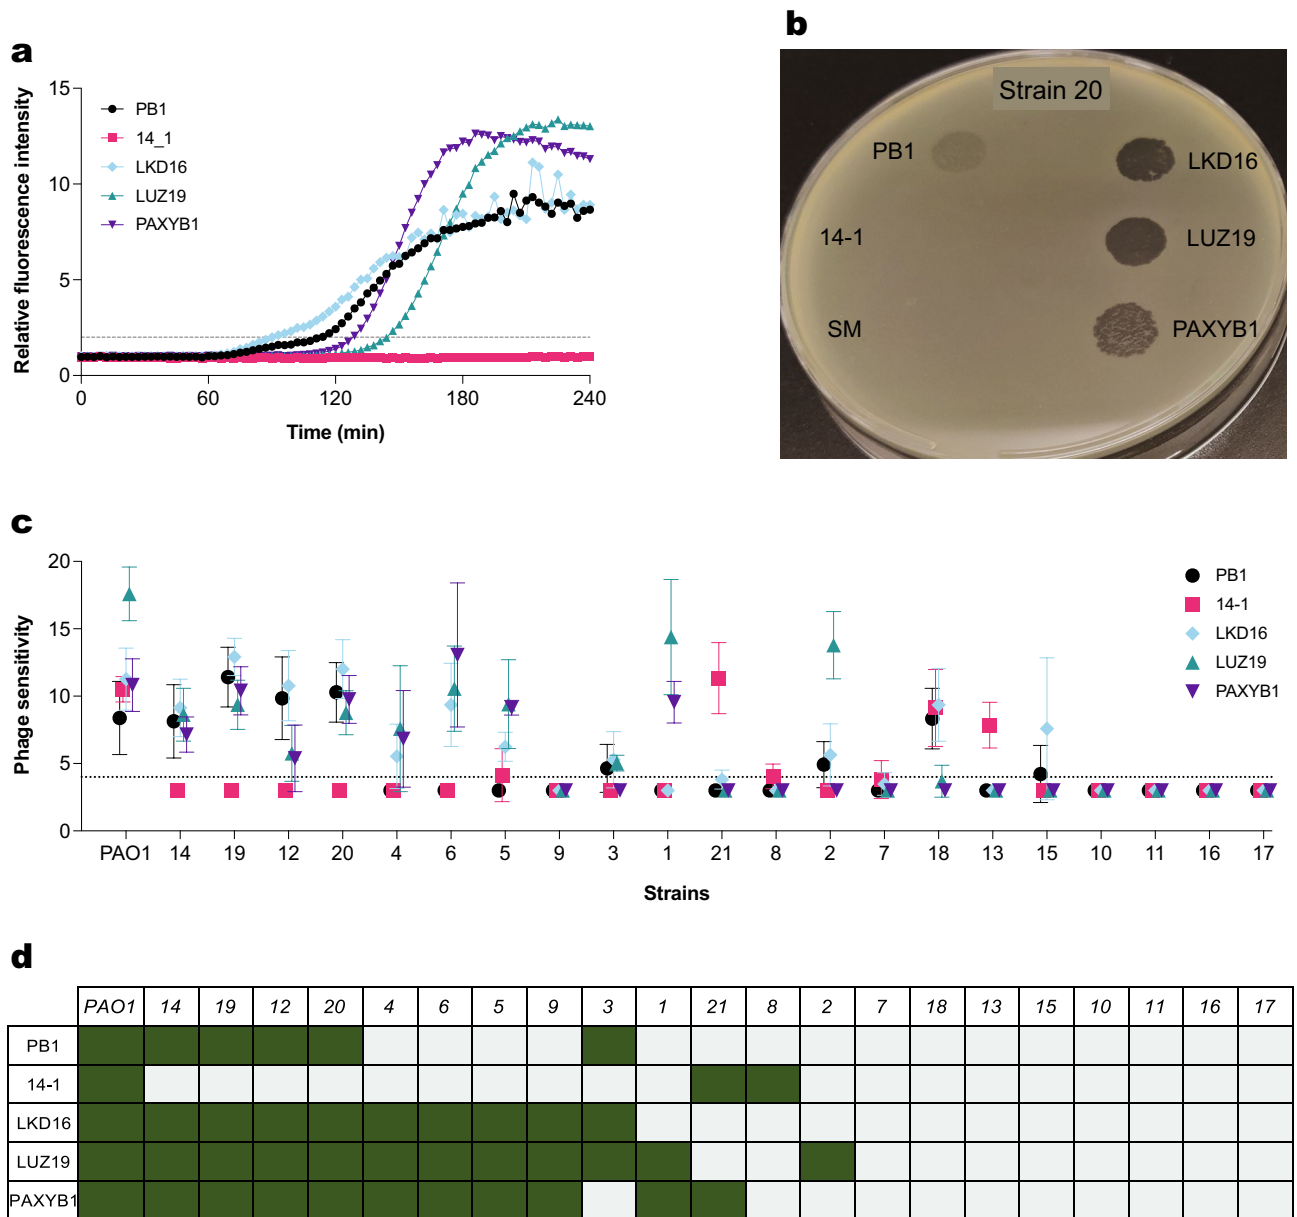 a
Relative fluorescence intensity
15
10
5
0
PB1
14_1
LKD16
LUZ19
PAXYB1
0 60 120 180 240
Time (min)
b
Strain 20
PB1
LKD16
14-1
LUZ19
SM
PAXYB1
c
Phage sensitivity
20
15
10
5
0
PB1
14-1
LKD16
LUZ19
PAXYB1
PAO1 14 19 12 20 4 6 5 9 3 1 21 8 2 7 18 13 15 10 11 16 17
Strains
d
PAO1 14 19 12 20 4 6 5 9 3 1 21 8 2 7 18 13 15 10 11 16 17
PB1
14-1
LKD16
LUZ19
PAXYB1